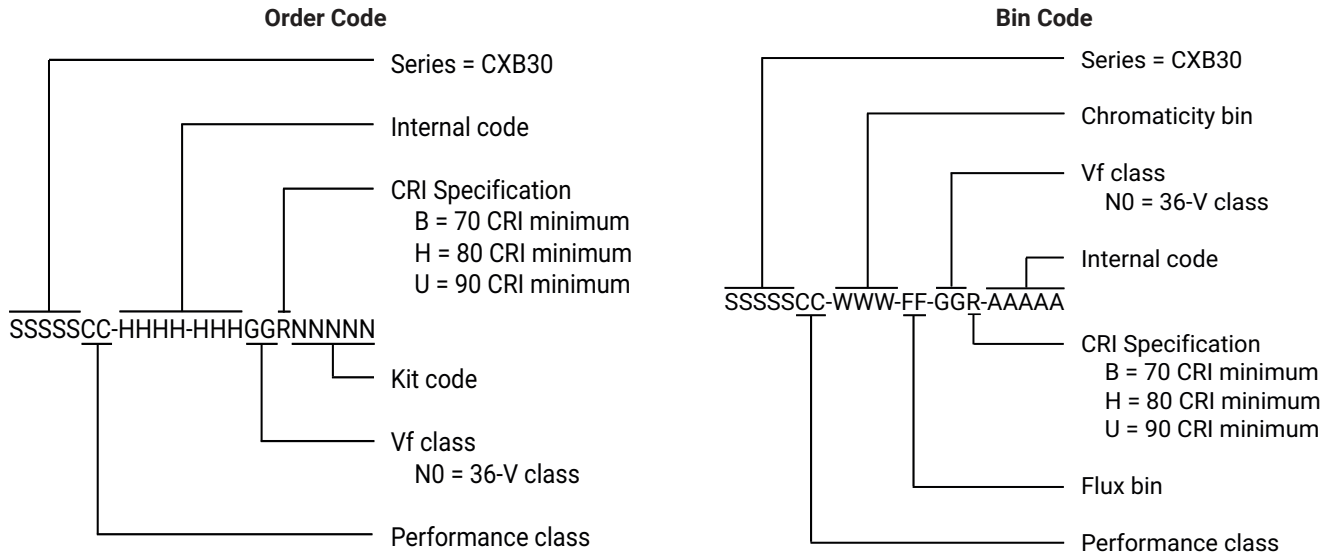 Order Code
Series = CXB30
Internal code
CRI Specification
B = 70 CRI minimum
H = 80 CRI minimum
U = 90 CRI minimum
SSSSSCC-HHHH-HHHGGRNNNNN
Kit code
Vf class
N0 = 36-V class
Performance class
Bin Code
Series = CXB30
Chromaticity bin
Vf class
N0 = 36-V class
Internal code
SSSSSCC-WWW-FF-GGR-AAAAA
CRI Specification
B = 70 CRI minimum
H = 80 CRI minimum
U = 90 CRI minimum
Flux bin
Performance class